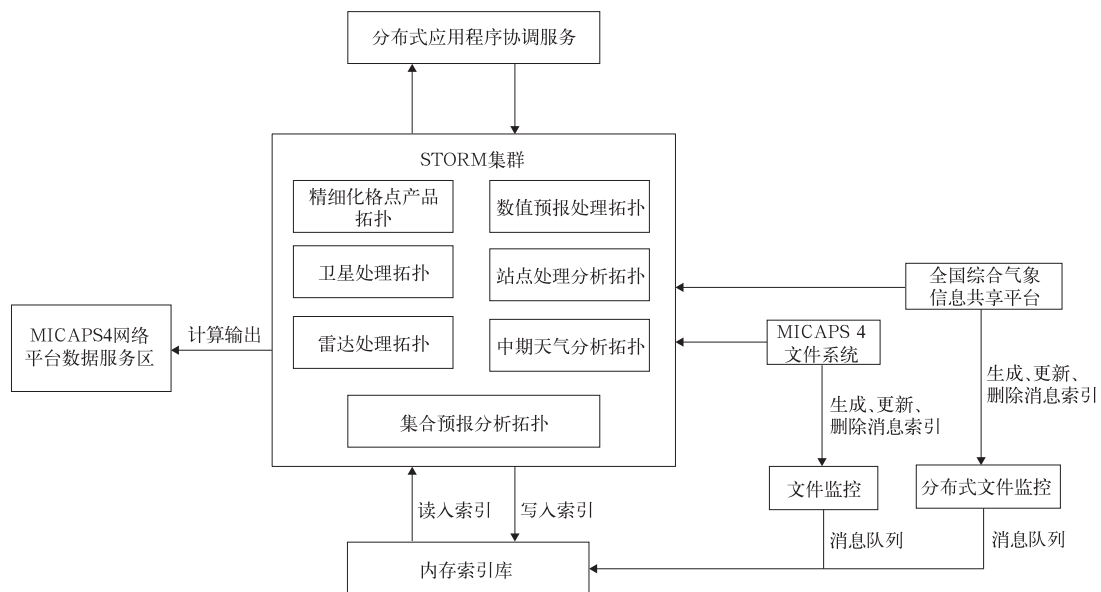 分布式应用程序协调服务
STORM集群
精细化格点产品
拓扑
数值预报处理拓扑
卫星处理拓扑
站点处理分析拓扑
雷达处理拓扑
中期天气分析拓扑
集合预报分析拓扑
MICAPS4网络
平台数据服务区
计算输出
全国综合气象
信息共享平台
MICAPS 4
文件系统
生成、更新、
删除消息索引
生成、更新、
删除消息索引
文件监控
分布式文件监控
读入索引
写入索引
消息队列
消息队列
内存索引库